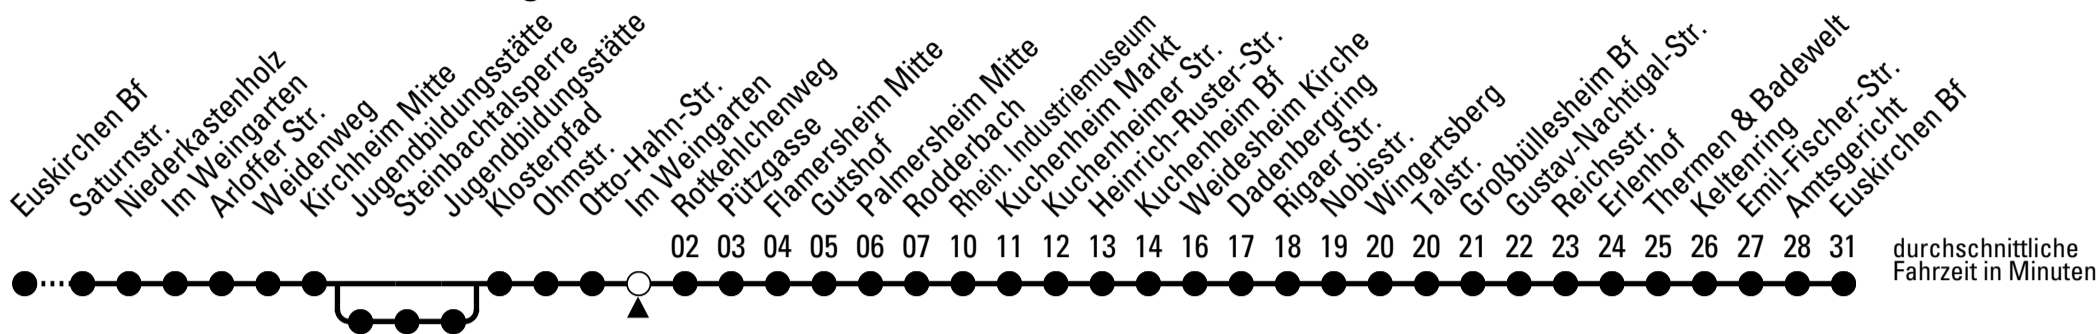 Euskirchen Bf
Saturnstr.
Niederkastenholz
Im Weingarten
Arloffer Str.
Weidenweg
Kirchheim Mitte
Jugendbildungsstätte
Steinbachtalsperre
Jugendbildungsstätte
Klosterpfad
Ohmstr.
Otto-Hahn-Str.
Im Weingarten
Rotkehlchenweg
Pützgasse
Flamersheim Mitte
Gutshof
Palmersheim Mitte
Rodderbach
Rhein. Industriemuseum
Kuchenheim Markt
Kuchenheimer Str.
Heinrich-Ruster-Str.
Kuchenheim Bf
Weidesheim Kirche
Dadenbergring
Rigaer Str.
Nobisstr.
Wingertsberg
Talstr.
Großbüllesheim Bf
Gustav-Nachtigal-Str.
Reichsstr.
Erlenhof
Thermen & Badewelt
Keltenring
Emil-Fischer-Str.
Amtsgericht
Euskirchen Bf
02 03 04 05 06 07 10 11 12 13 14 16 17 18 19 20 20 21 22 23 24 25 26 27 28 31
durchschnittliche
Fahrzeit in Minuten